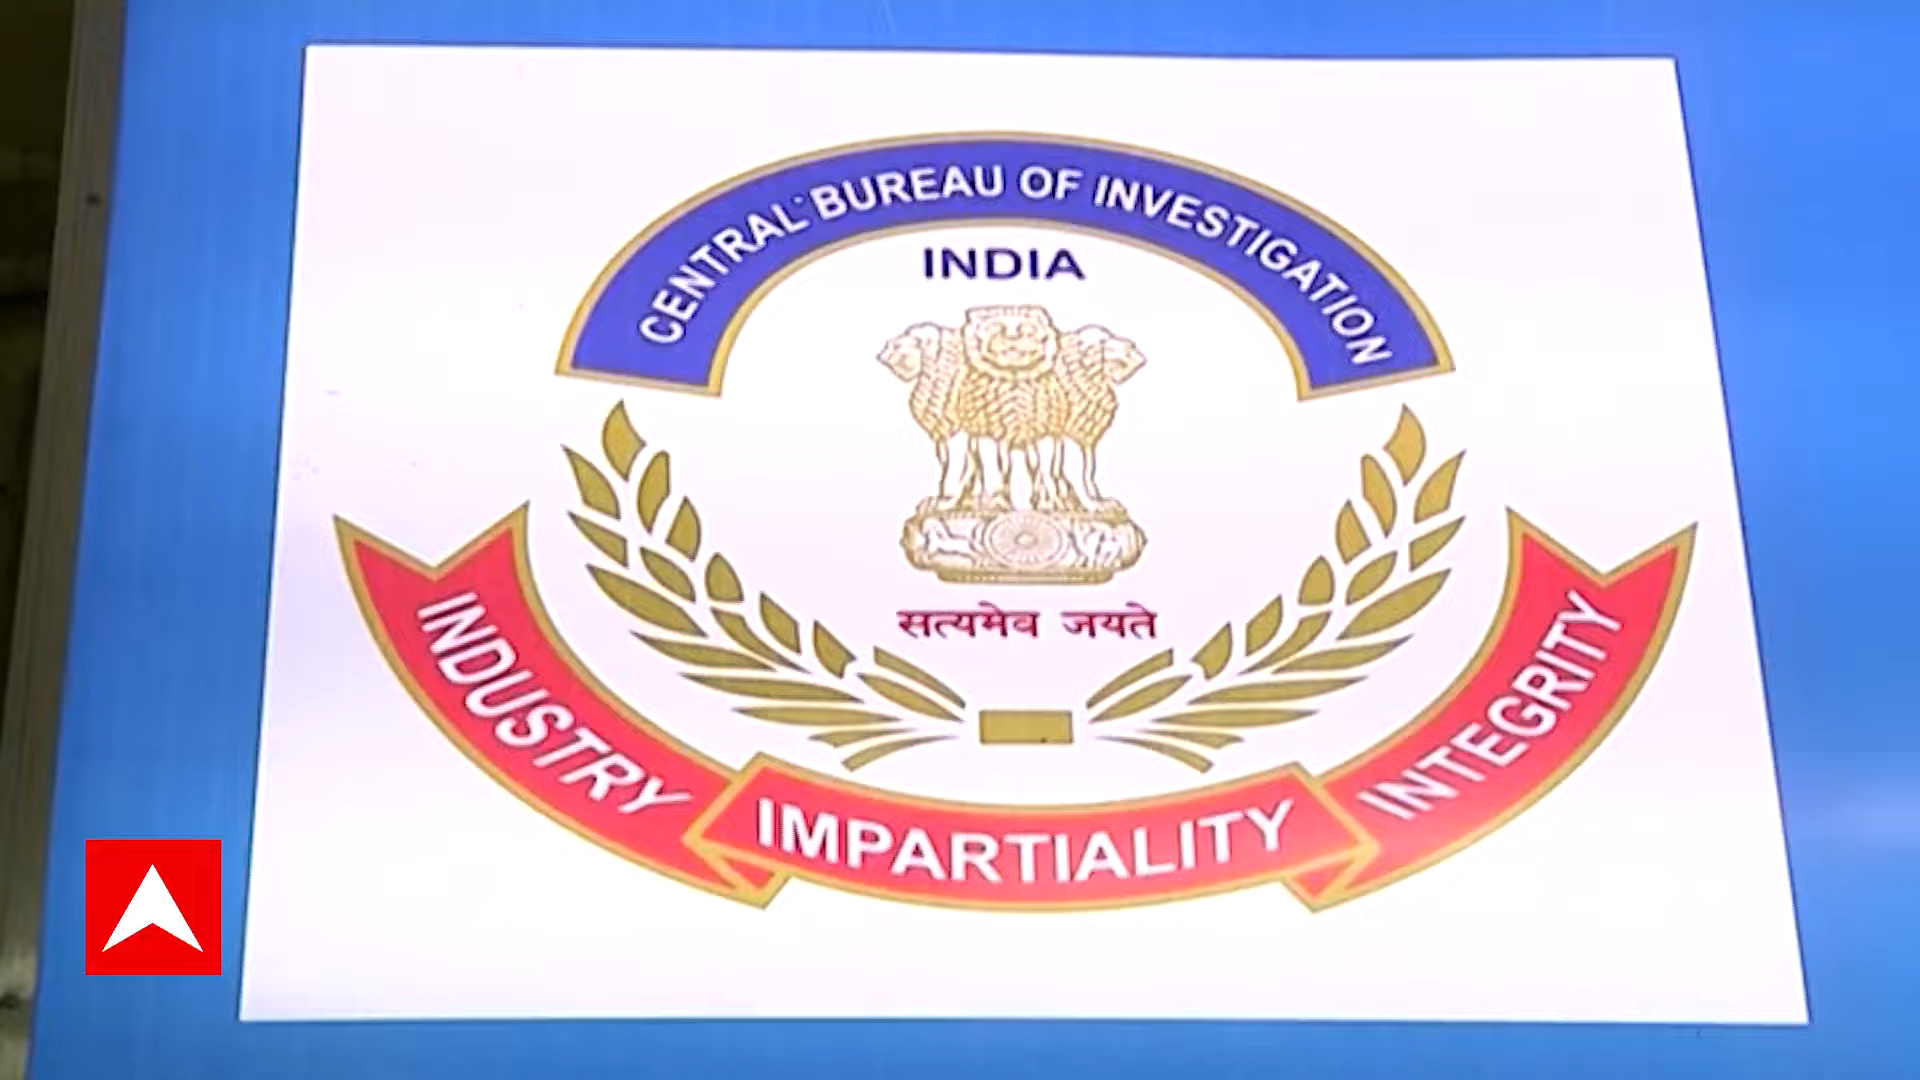 CENTRAL BUREAU OF INVESTIGATION
INDIA
सत्यमेव जयते
INDUSTRY
IMPARTIALITY
INTEGRITY